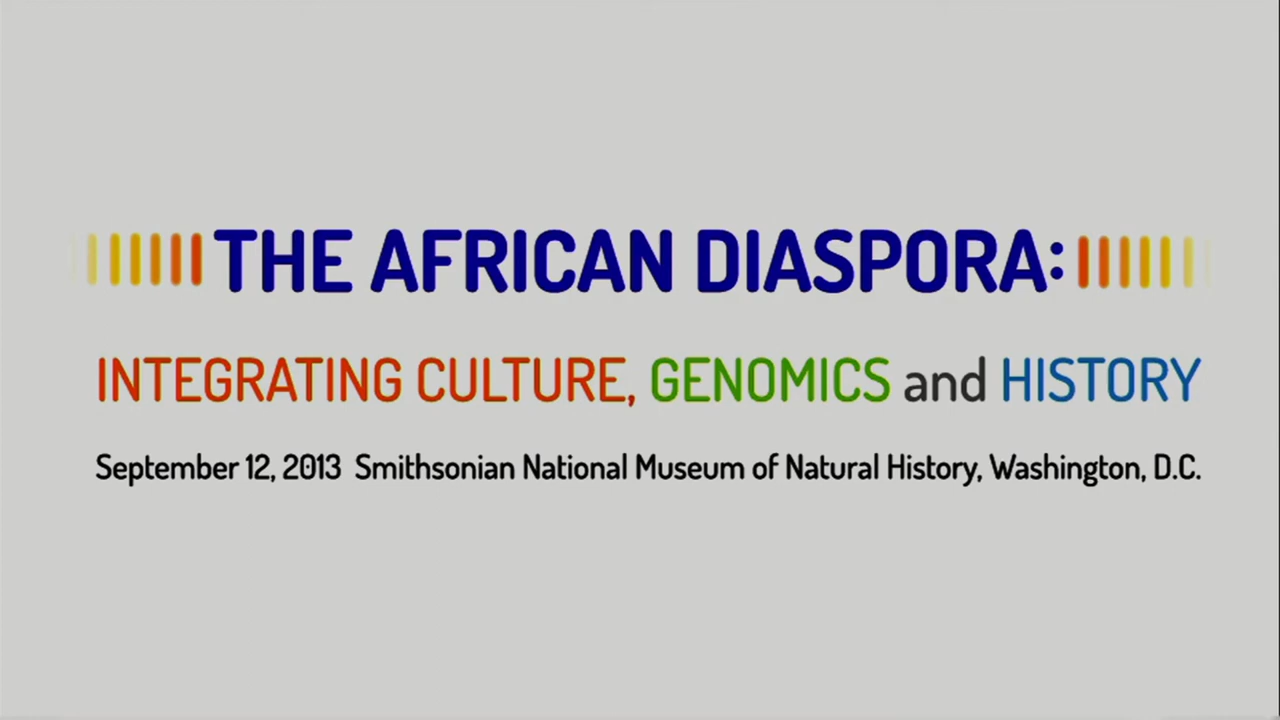 THE AFRICAN DIASPORA:
INTEGRATING CULTURE, GENOMICS and HISTORY
September 12, 2013 Smithsonian National Museum of Natural History, Washington, D.C.